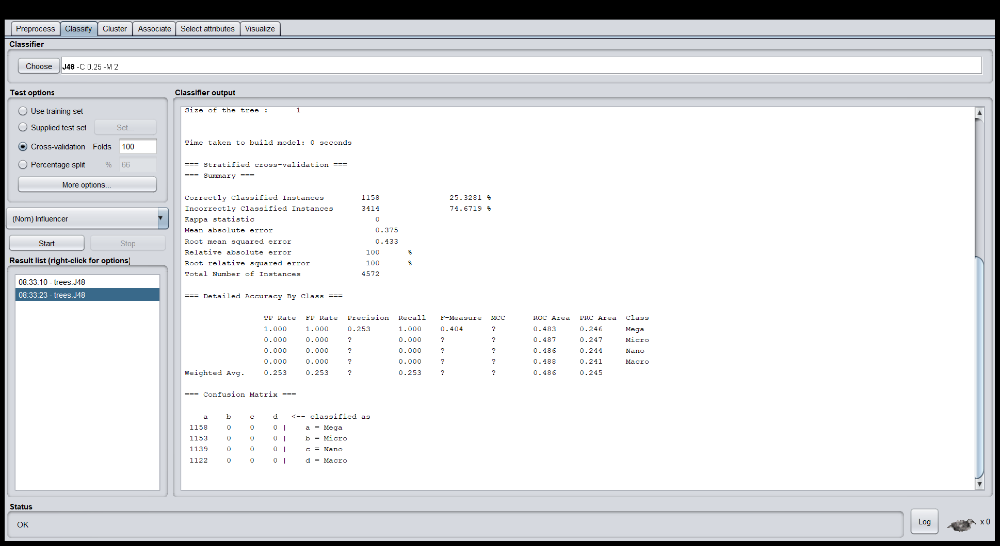 Preprocess Classify Cluster Associate Select attributes Visualize
Classifier
Choose J48 -C 0.25 -M 2
Test options
Use training set
Supplied test set Set...
Cross-validation Folds 100
Percentage split % 66
More options...
(Nom) Influencer
Start Stop
Result list (right-click for options)
08:33:10 - trees.J48
08:33:23 - trees.J48
Classifier output
Size of the tree : 1
Time taken to build model: 0 seconds
=== Stratified cross-validation ===
=== Summary ===
Correctly Classified Instances 1158 25.3281 %
Incorrectly Classified Instances 3414 74.6719 %
Kappa statistic 0
Mean absolute error 0.375
Root mean squared error 0.433
Relative absolute error 100 %
Root relative squared error 100 %
Total Number of Instances 4572
=== Detailed Accuracy By Class ===
TP Rate FP Rate Precision Recall F-Measure MCC ROC Area PRC Area Class
1.000 1.000 0.253 1.000 0.404 ? 0.483 0.246 Mega
0.000 0.000 ? 0.000 ? ? 0.487 0.247 Micro
0.000 0.000 ? 0.000 ? ? 0.486 0.244 Nano
0.000 0.000 ? 0.000 ? ? 0.488 0.241 Macro
Weighted Avg. 0.253 0.253 ? 0.253 ? ? 0.486 0.245
=== Confusion Matrix ===
a b c d <-- classified as
1158 0 0 0 | a = Mega
1153 0 0 0 | b = Micro
1139 0 0 0 | c = Nano
1122 0 0 0 | d = Macro
Status
OK
Log x 0